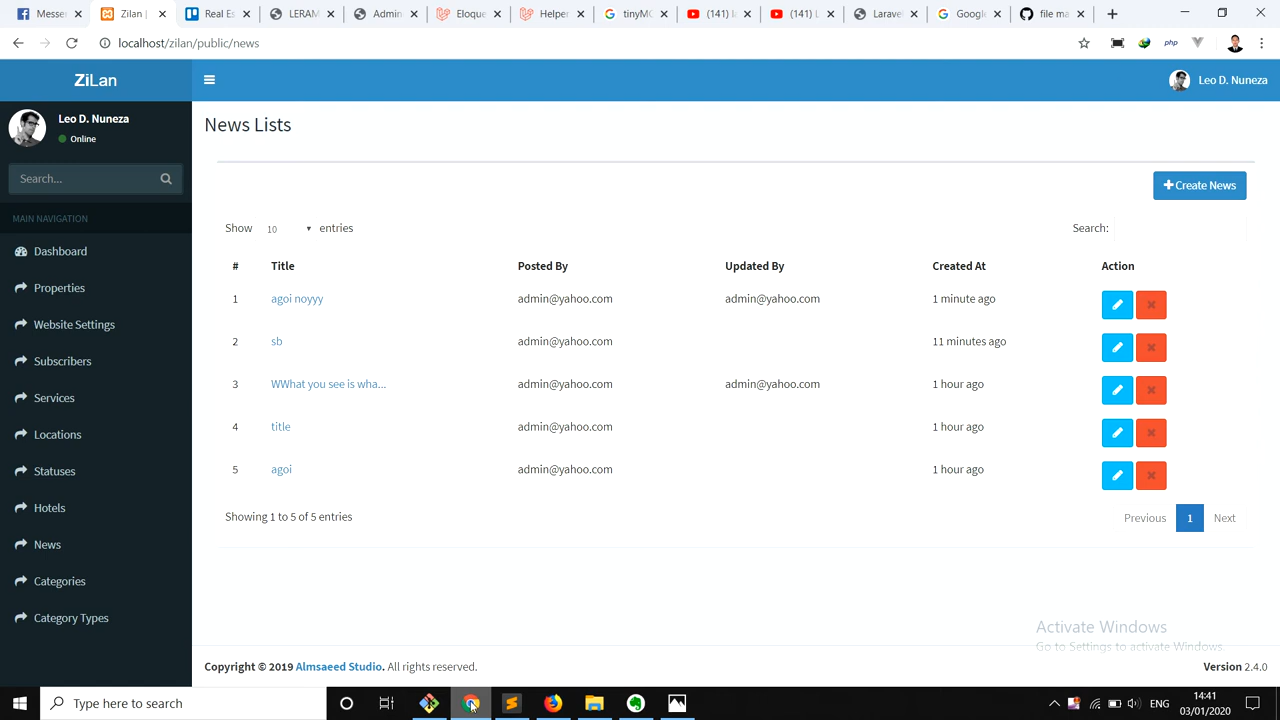 Messen
Zilan |
Real Es
LERAM
Admin
Eloque
Helper
tinyMC
(141) Id
(141) L
Laravel
Google
file ma
localhost/zilan/public/news
php
ZiLan
Leo D. Nuneza
Leo D. Nuneza
Online
Search...
MAIN NAVIGATION
Dashboard
Properties
Website Settings
Subscribers
Services
Locations
Statuses
Hotels
News
Categories
Category Types
News Lists
Create News
Show 10 entries
Search:
# Title Posted By Updated By Created At Action
1 agoi noyyy admin@yahoo.com admin@yahoo.com 1 minute ago
2 sb admin@yahoo.com 11 minutes ago
3 WWhat you see is wha... admin@yahoo.com admin@yahoo.com 1 hour ago
4 title admin@yahoo.com 1 hour ago
5 agoi admin@yahoo.com 1 hour ago
Showing 1 to 5 of 5 entries
Previous 1 Next
Activate Windows
Go to Settings to activate Windows.
Copyright © 2019 Almsaeed Studio. All rights reserved.
Version 2.4.0
Type here to search
ENG
14:41
03/01/2020